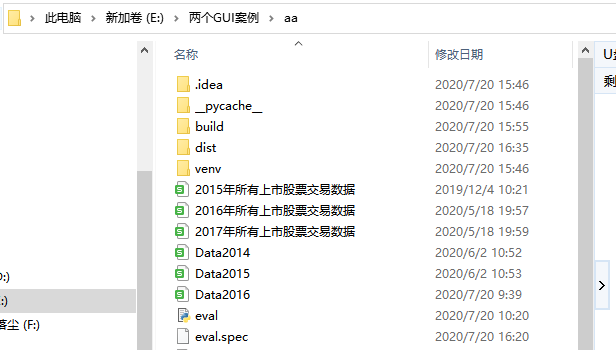 此电脑 > 新加卷 (E:) > 两个GUI案例 > aa
名称 修改日期
.idea 2020/7/20 15:46
__pycache__ 2020/7/20 15:46
build 2020/7/20 15:55
dist 2020/7/20 16:35
venv 2020/7/20 15:46
2015年所有上市股票交易数据 2019/12/4 10:21
2016年所有上市股票交易数据 2020/5/18 19:57
2017年所有上市股票交易数据 2020/5/18 19:59
Data2014 2020/6/2 10:52
Data2015 2020/6/2 10:53
Data2016 2020/7/20 9:39
eval 2020/7/20 10:20
eval.spec 2020/7/20 16:20
:)
:)
落尘 (F:)
U盘
剩